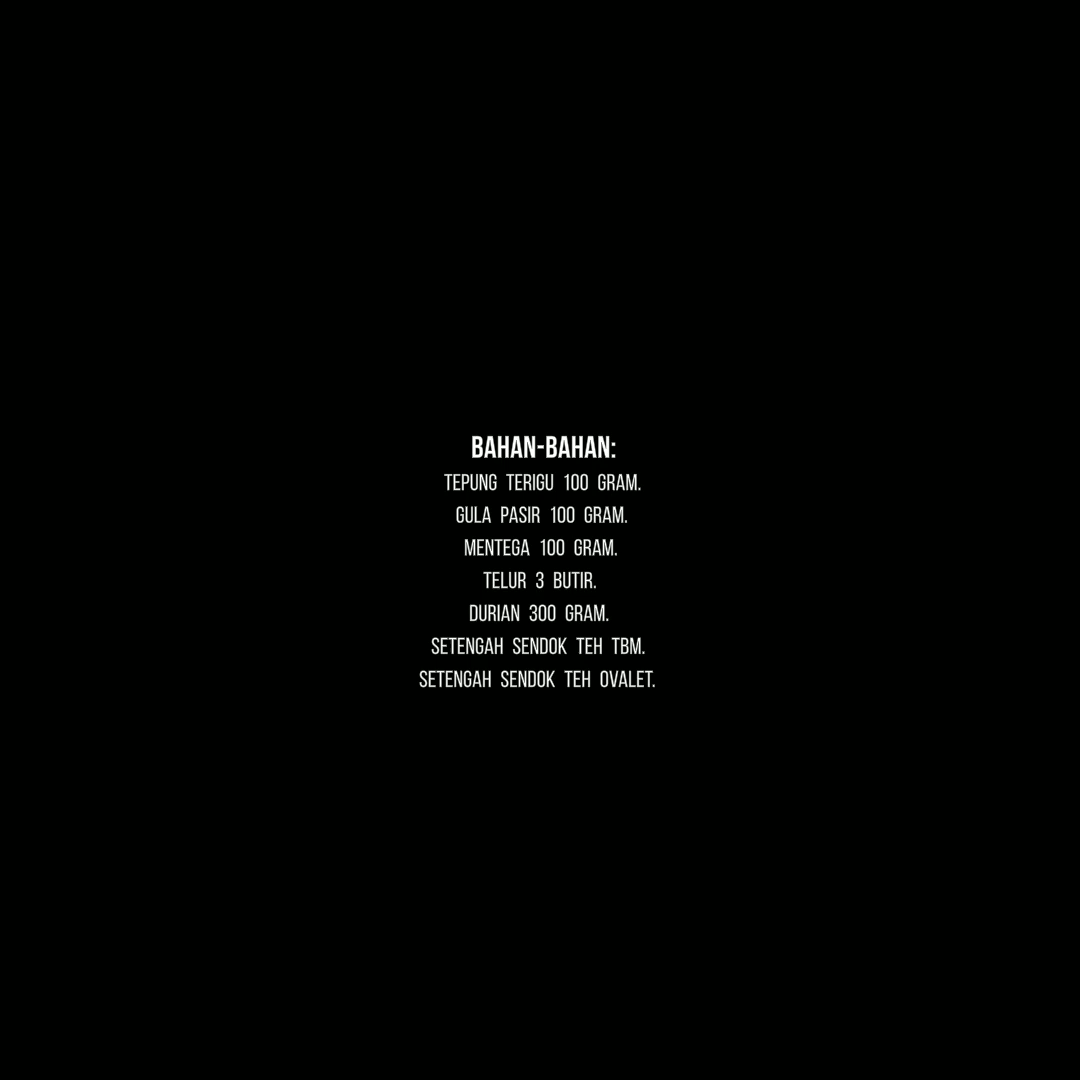 BAHAN-BAHAN:
TEPUNG TERIGU 100 GRAM.
GULA PASIR 100 GRAM.
MENTEGA 100 GRAM.
TELUR 3 BUTIR.
DURIAN 300 GRAM.
SETENGAH SENDOK TEH TBM.
SETENGAH SENDOK TEH OVALET.